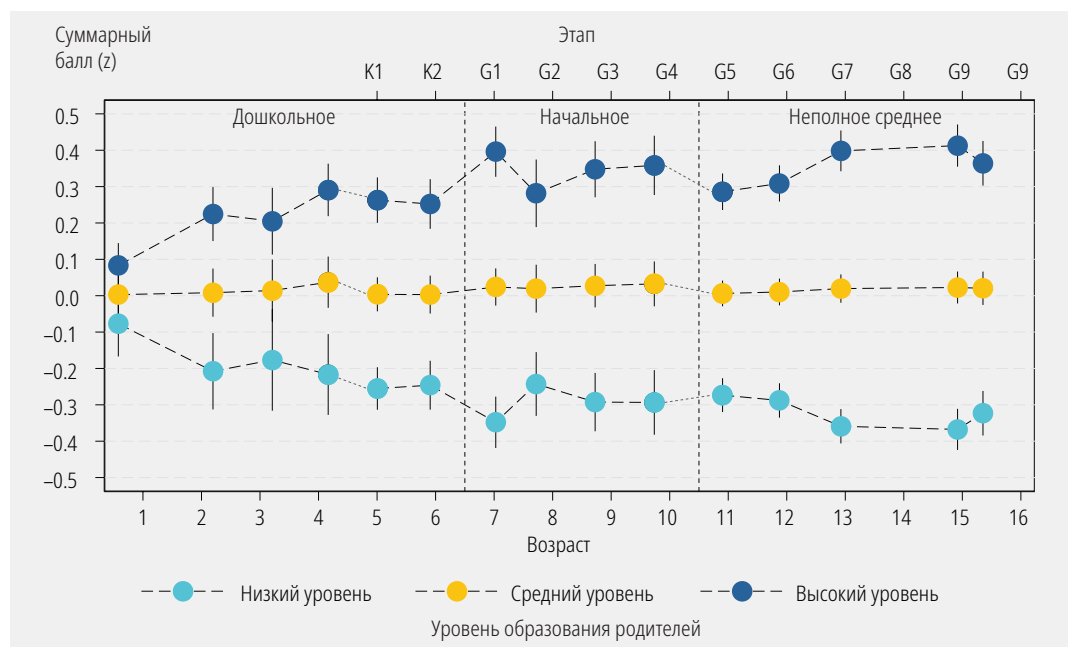 Суммарный
балл (z)
Этап
K1 K2 G1 G2 G3 G4 G5 G6 G7 G8 G9 G9
Дошкольное Начальное Неполное среднее
0.5
0.4
0.3
0.2
0.1
0.0
–0.1
–0.2
–0.3
–0.4
–0.5
1 2 3 4 5 6 7 8 9 10 11 12 13 14 15 16
Возраст
Низкий уровень Средний уровень Высокий уровень
Уровень образования родителей